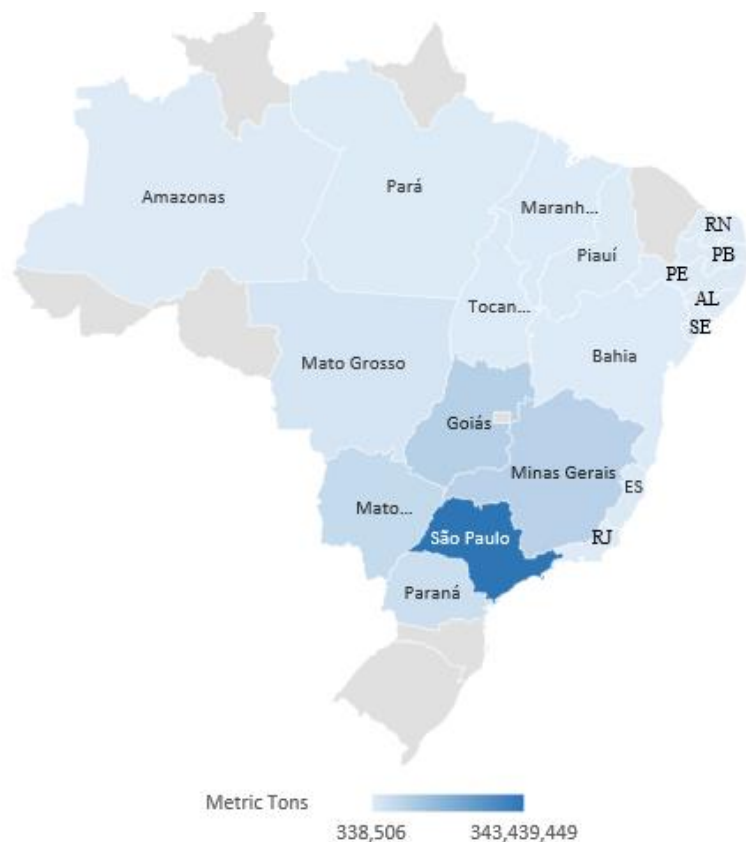 Amazonas
Pará
Maranh...
Piauí
RN
PB
PE
AL
SE
Tocan...
Bahia
Mato Grosso
Goiás
Minas Gerais
ES
Mato...
São Paulo
RJ
Paraná
Metric Tons
338,506
343,439,449